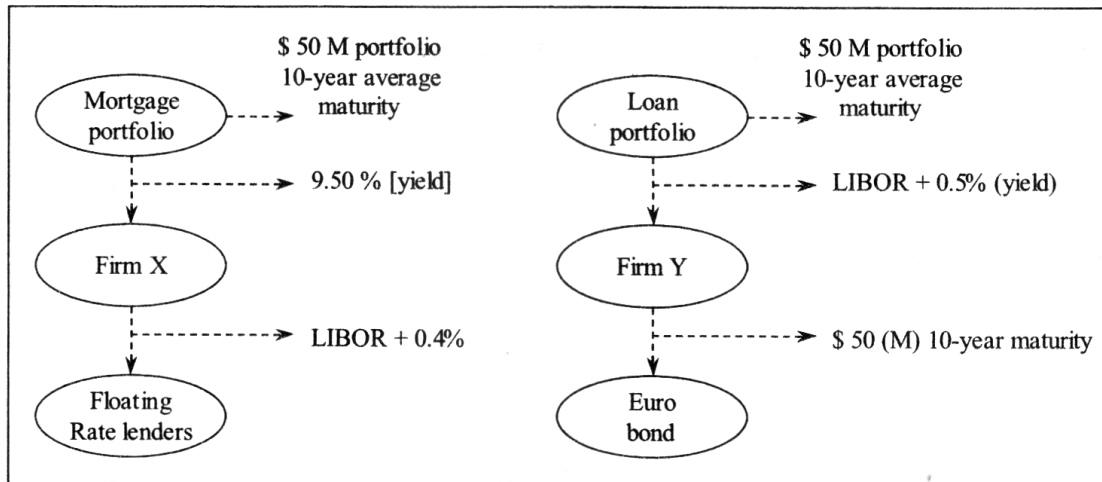 $ 50 M portfolio
10-year average
maturity
Mortgage
portfolio
9.50 % [yield]
Firm X
LIBOR + 0.4%
Floating
Rate lenders
$ 50 M portfolio
10-year average
maturity
Loan
portfolio
LIBOR + 0.5% (yield)
Firm Y
$ 50 (M) 10-year maturity
Euro
bond